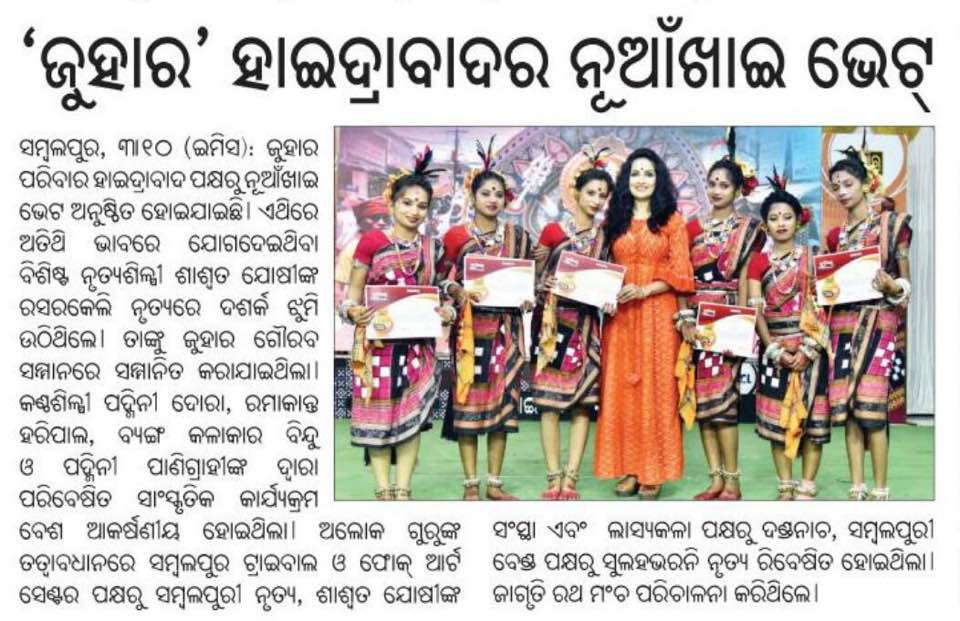 ‘ଜୁହାର’ ହାଇଦ୍ରାବାଦର ନୂଆଁଖାଇ ଭେଟ୍
ସମ୍ବଲପୁର, ୩।୧୦ (ଇମିସ): ଜୁହାର
ପରିବାର ହାଇଦ୍ରାବାଦ ପକ୍ଷରୁ ନୂଆଁଖାଇ
ଭେଟ ଅନୁଷ୍ଠିତ ହୋଇଯାଇଛି। ଏଥିରେ
ଅତିଥି ଭାବରେ ଯୋଗଦେଇଥିବା
ବିଶିଷ୍ଟ ନୃତ୍ୟଶିଳ୍ପୀ ଶାଶ୍ୱତ ଯୋଷୀଙ୍କ
ରସରକେଲି ନୃତ୍ୟରେ ଦଶର୍କ ଝୁମି
ଉଠିଥିଲେ। ତାଙ୍କୁ ଜୁହାର ଗୌରବ
ସମ୍ମାନରେ ସମ୍ମାନିତ କରାଯାଇଥିଲା।
କଣ୍ଠଶିଳ୍ପୀ ପଦ୍ମିନୀ ଦୋରା, ରମାକାନ୍ତ
ହରିପାଲ, ବ୍ୟଙ୍ଗ କଳାକାର ବିନ୍ଦୁ
ଓ ପଦ୍ମିନୀ ପାଣିଗ୍ରାହୀଙ୍କ ଦ୍ୱାରା
ପରିବେଷିତ ସାଂସ୍କୃତିକ କାର୍ଯ୍ୟକ୍ରମ
ବେଶ ଆକର୍ଷଣୀୟ ହୋଇଥିଲା। ଅଲୋକ ଗୁରୁଙ୍କ
ତତ୍ୱାବଧାନରେ ସମ୍ବଲପୁର ଟ୍ରାଇବାଲ ଓ ଫୋକ୍ ଆର୍ଟ
ସେଣ୍ଟର ପକ୍ଷରୁ ସମ୍ବଲପୁରୀ ନୃତ୍ୟ, ଶାଶ୍ୱତ ଯୋଷୀଙ୍କ
ସଂସ୍ଥା ଏବଂ ଲାସ୍ୟକଳା ପକ୍ଷରୁ ଦଣ୍ଡନାଚ, ସମ୍ବଲପୁରୀ
ବେଣ୍ଡ ପକ୍ଷରୁ ସୁଲହଭରନି ନୃତ୍ୟ ରିବେଷିତ ହୋଇଥିଲା।
ଜାଗୃତି ରଥ ମଂଚ ପରିଚାଳନା କରିଥିଲେ।